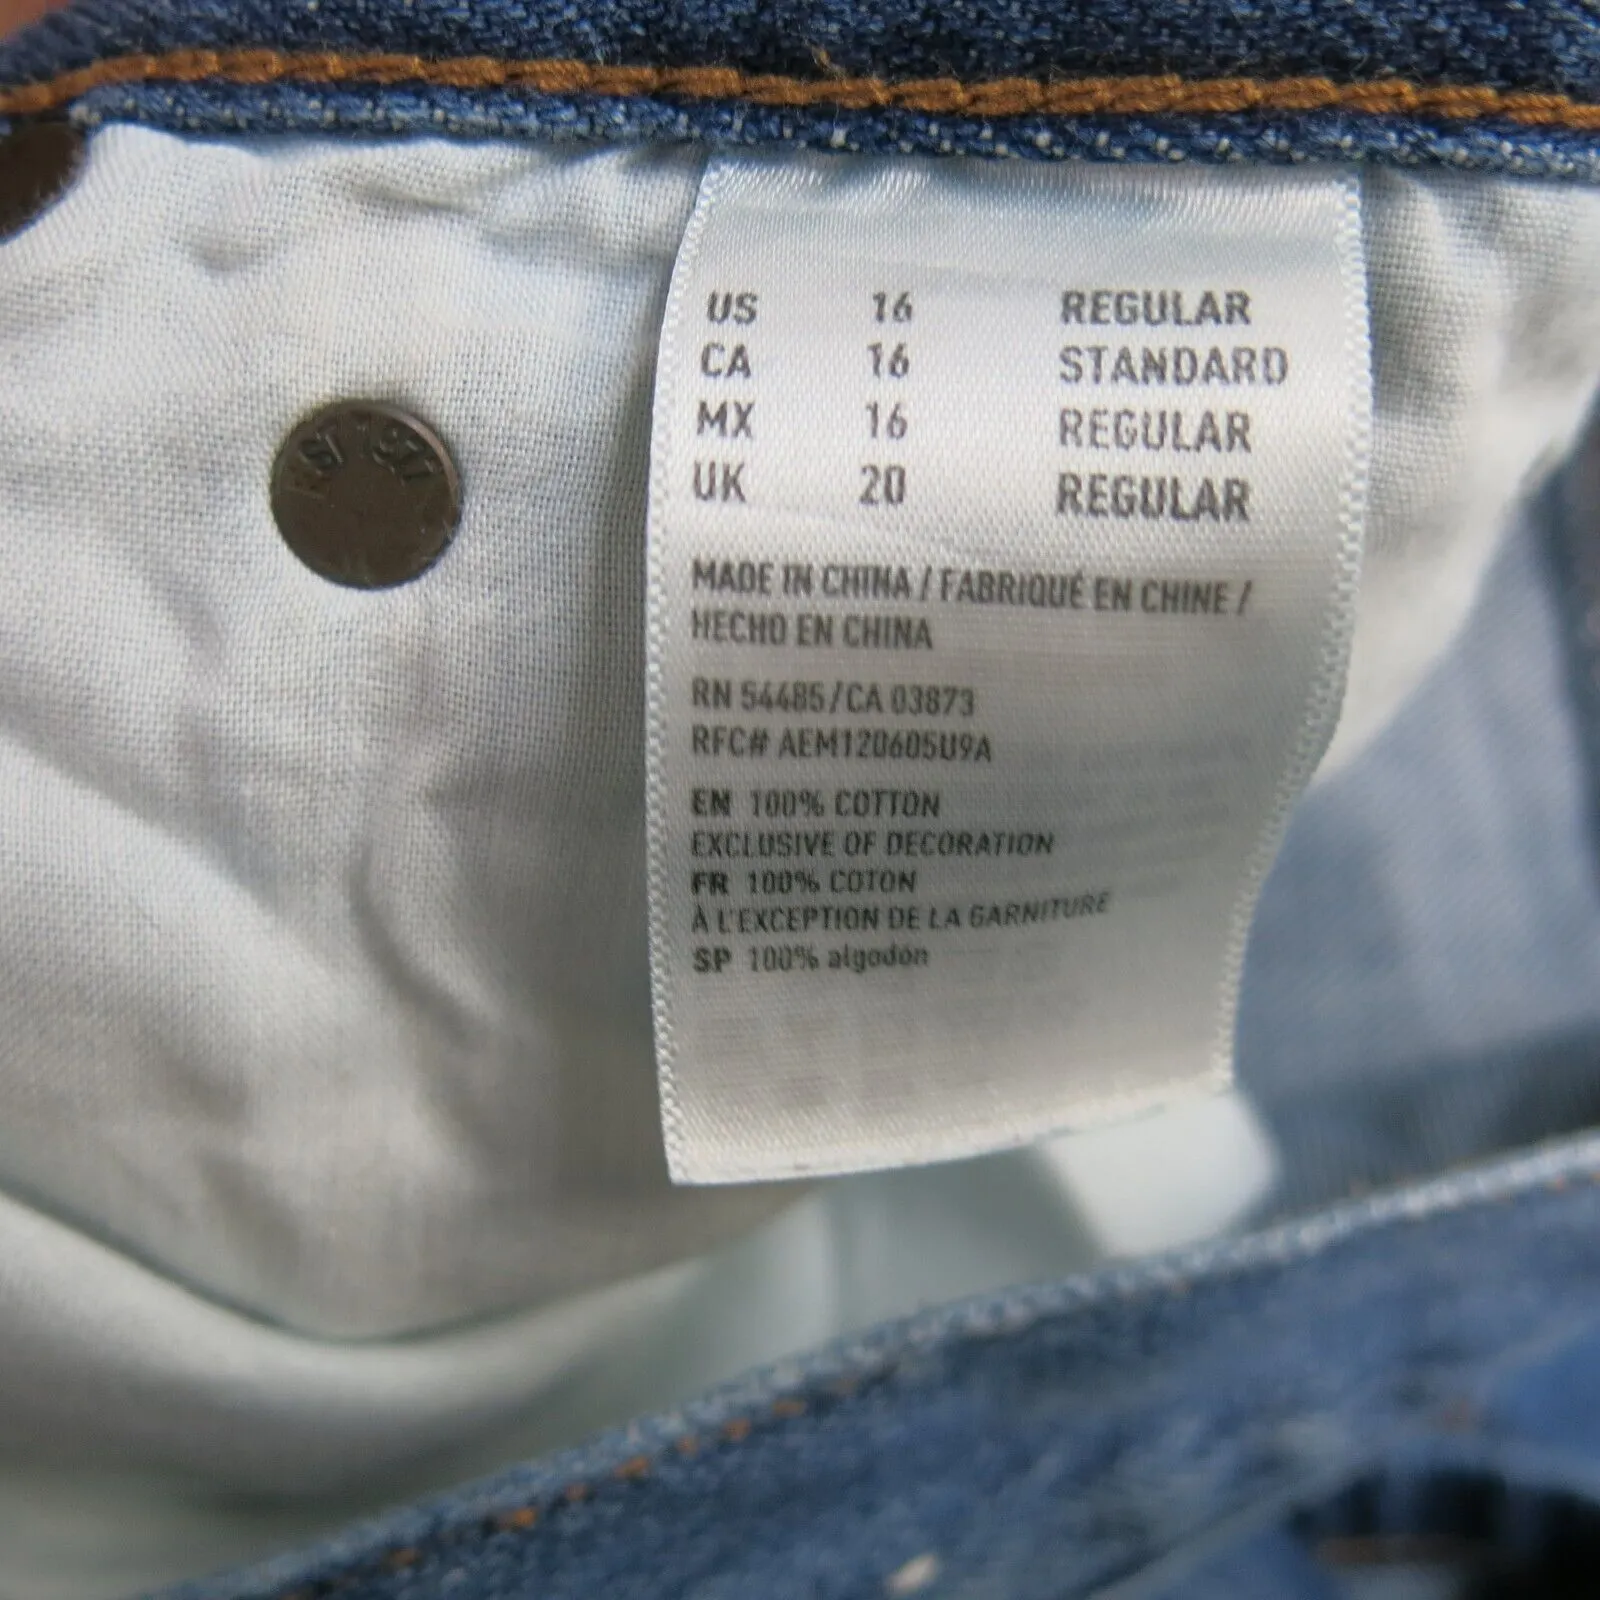 EST 1977
US 16 REGULAR
CA 16 STANDARD
MX 16 REGULAR
UK 20 REGULAR
MADE IN CHINA / FABRIQUÉ EN CHINE /
HECHO EN CHINA
RN 54485/CA 03873
RFC# AEM120605U9A
EN 100% COTTON
EXCLUSIVE OF DECORATION
FR 100% COTON
À L'EXCEPTION DE LA GARNITURE
SP 100% algodón